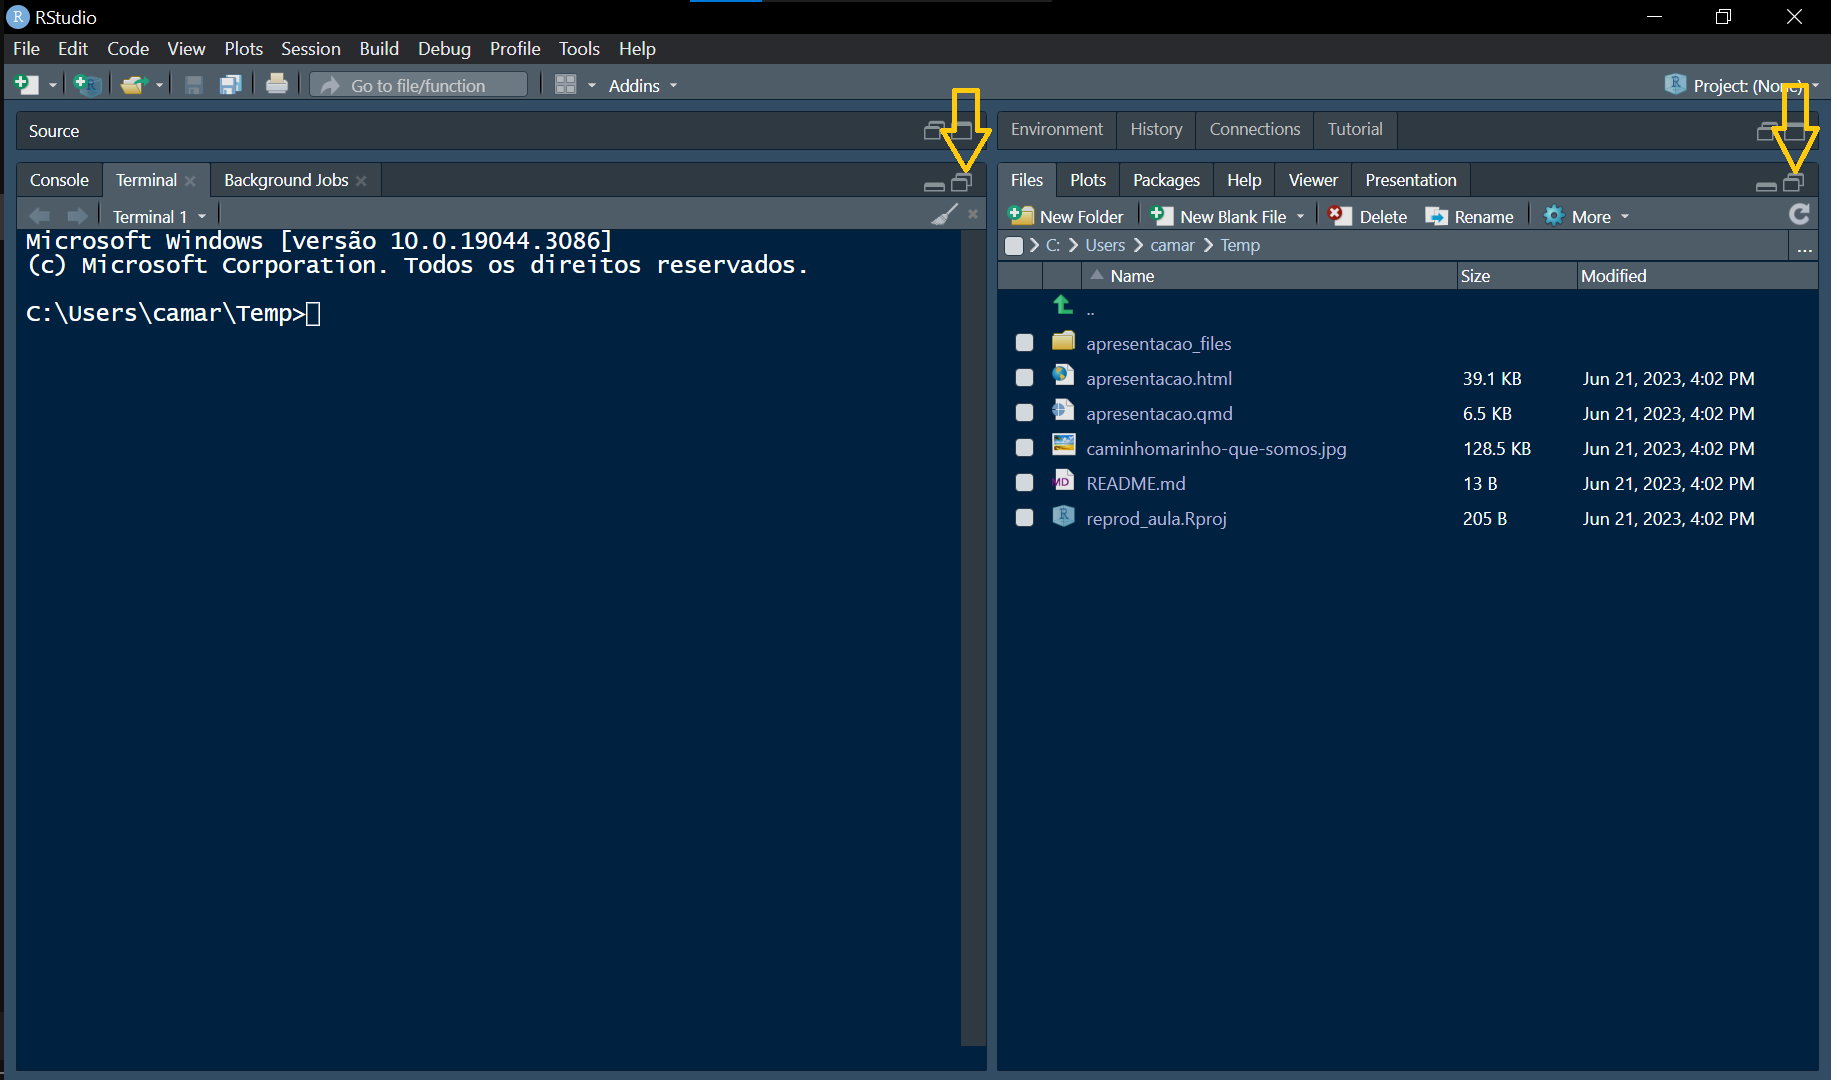 RStudio
File Edit Code View Plots Session Build Debug Profile Tools Help
Go to file/function Addins Project: (None)
Source
Environment History Connections Tutorial
Console Terminal Background Jobs
Terminal 1
Microsoft Windows [versão 10.0.19044.3086]
(c) Microsoft Corporation. Todos os direitos reservados.
C:\Users\camar\Temp>
Files Plots Packages Help Viewer Presentation
New Folder New Blank File Delete Rename More
C: Users camar Temp ...
Name Size Modified
..
apresentacao_files
apresentacao.html 39.1 KB Jun 21, 2023, 4:02 PM
apresentacao.qmd 6.5 KB Jun 21, 2023, 4:02 PM
caminhomarinho-que-somos.jpg 128.5 KB Jun 21, 2023, 4:02 PM
README.md 13 B Jun 21, 2023, 4:02 PM
reprod_aula.Rproj 205 B Jun 21, 2023, 4:02 PM